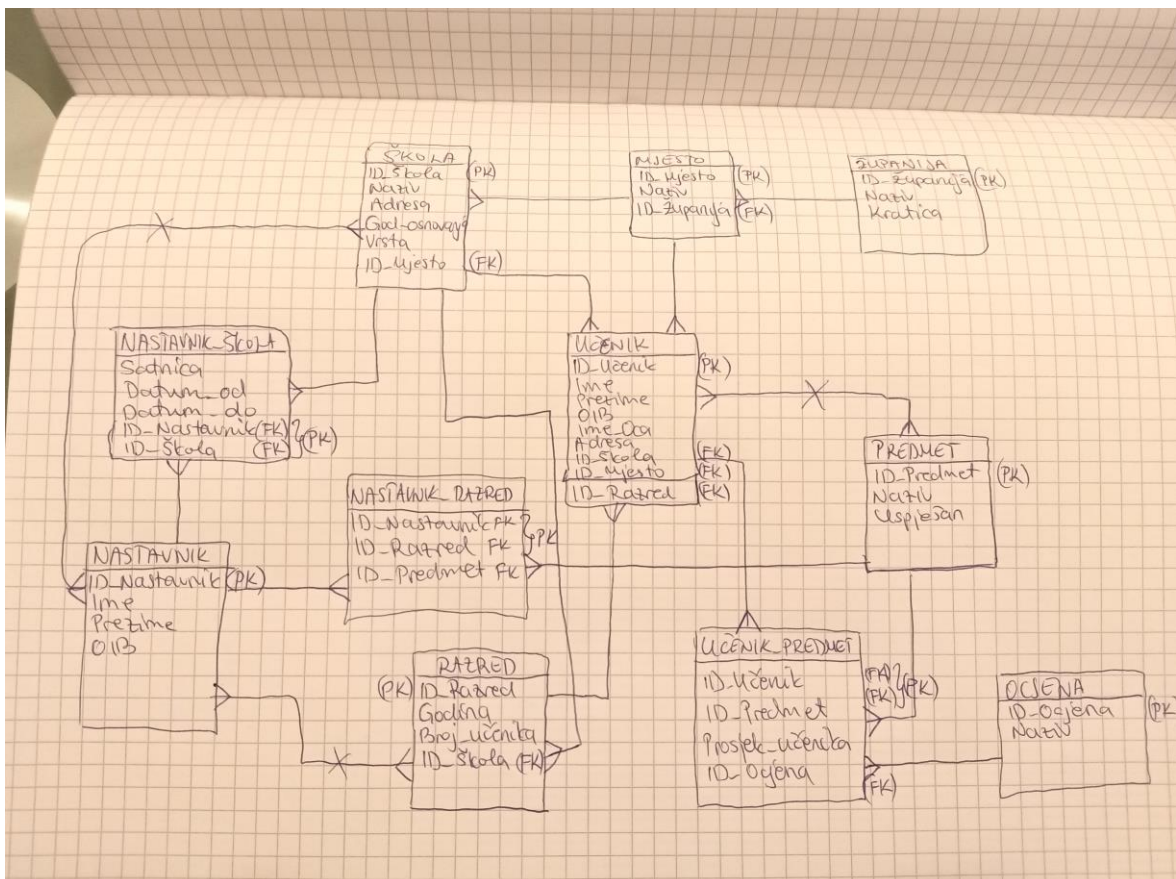 ŠKOLA
ID_Škola (PK)
Naziv
Adresa
God_osnovanja
Vrsta
ID_Mjesto (FK)
MJESTO
ID_Mjesto (PK)
Naziv
ID_Županija (FK)
ŽUPANIJA
ID_Županija (PK)
Naziv
Kratica
NASTAVNIK_ŠKOLA
Satnica
Datum_od
Datum_do
ID_Nastavnik (FK)
ID_Škola (FK) (PK)
UČENIK
ID_Učenik (PK)
Ime
Prezime
OIB
Ime_Oca
Adresa
ID_Škola (FK)
ID_Mjesto (FK)
ID_Razred (FK)
PREDMET
ID_Predmet (PK)
Naziv
Uspješan
NASTAVNIK_RAZRED
ID_Nastavnik FK
ID_Razred FK PK
ID_Predmet FK
NASTAVNIK
ID_Nastavnik (PK)
Ime
Prezime
OIB
RAZRED
(PK) ID_Razred
Godina
Broj_učenika
ID_Škola (FK)
UČENIK_PREDMET
ID_Učenik (FK)
ID_Predmet (FK) (PK)
Prosjek_učenika
ID_Ocjena (FK)
OCJENA
ID_Ocjena (PK)
Naziv